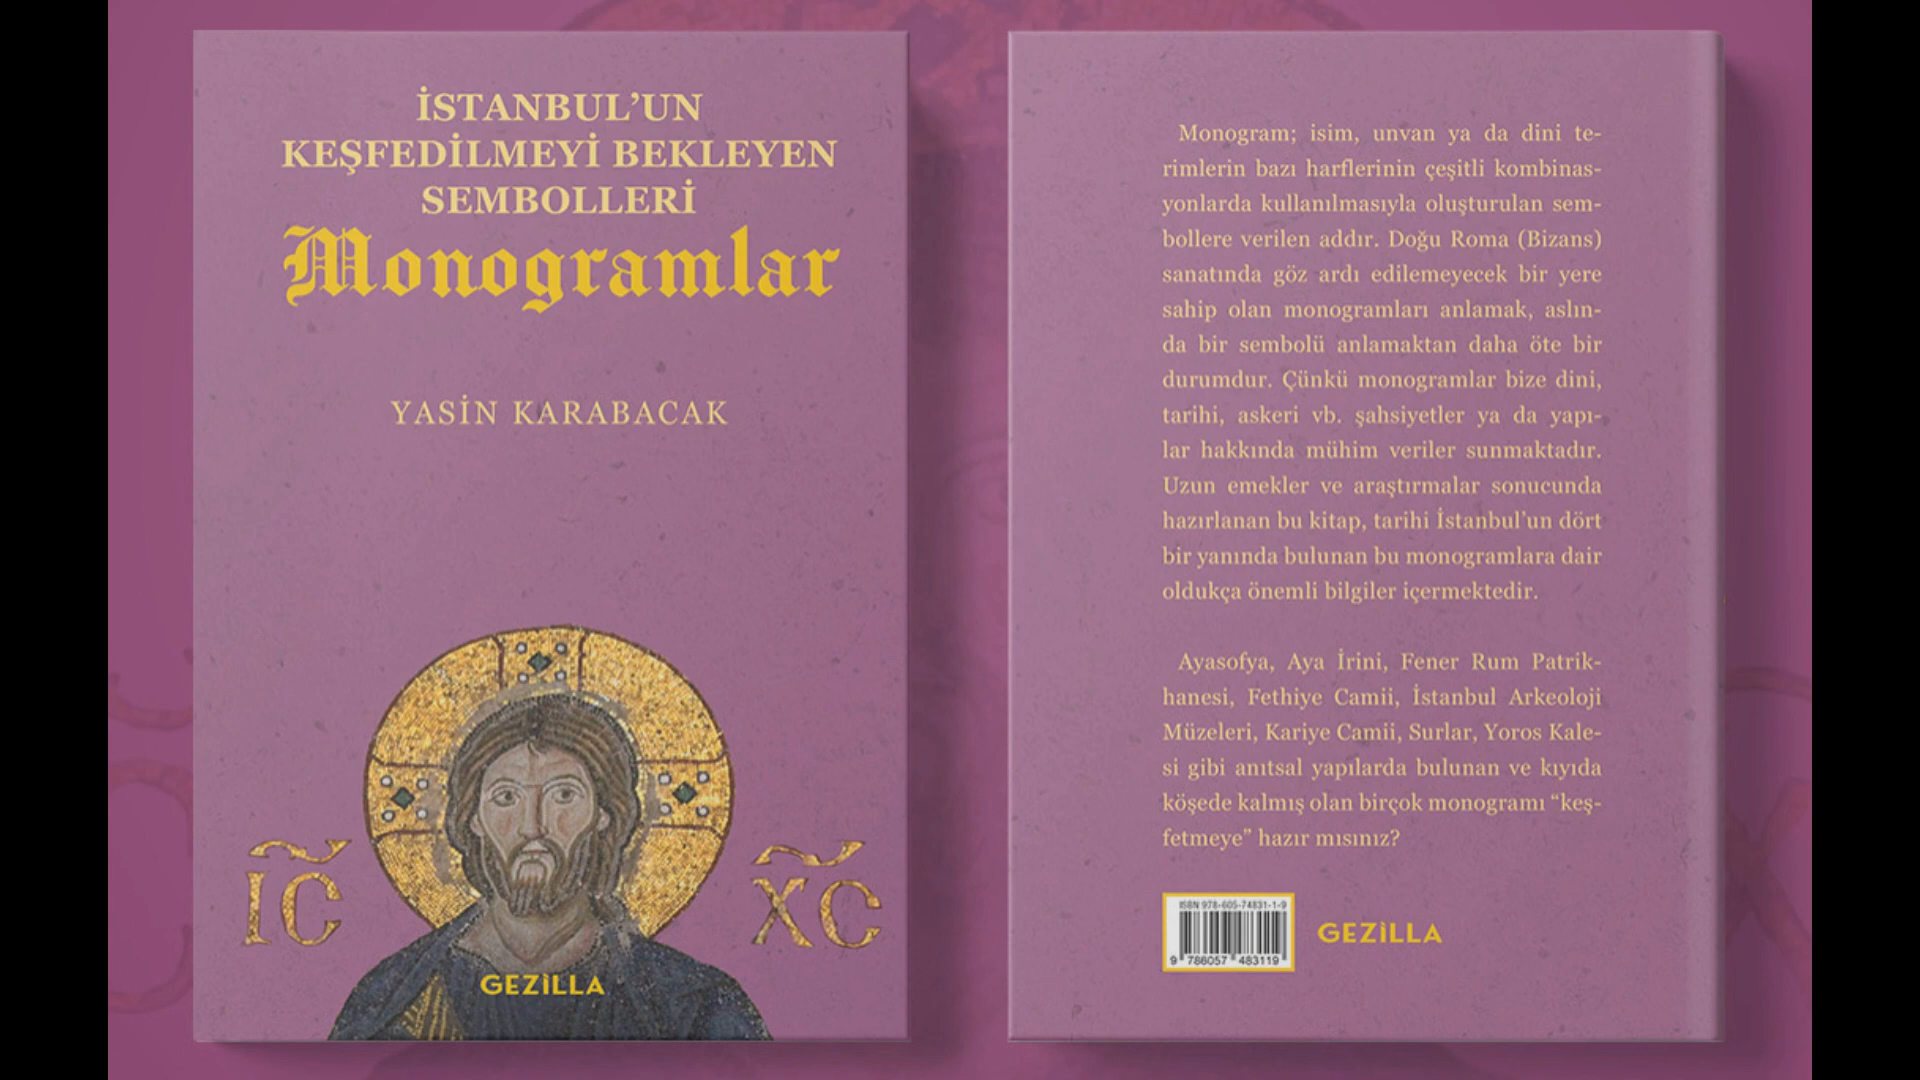 İSTANBUL’UN
KEŞFEDİLMEYİ BEKLEYEN
SEMBOLLERİ
Monogramlar
YASİN KARABACAK
IC
XC
GEZİLLA
Monogram; isim, unvan ya da dini te-
rimlerin bazı harflerinin çeşitli kombinas-
yonlarda kullanılmasıyla oluşturulan sem-
bollere verilen addır. Doğu Roma (Bizans)
sanatında göz ardı edilemeyecek bir yere
sahip olan monogramları anlamak, aslın-
da bir sembolü anlamaktan daha öte bir
durumdur. Çünkü monogramlar bize dini,
tarihi, askeri vb. şahsiyetler ya da yapı-
lar hakkında mühim veriler sunmaktadır.
Uzun emekler ve araştırmalar sonucunda
hazırlanan bu kitap, tarihi İstanbul’un dört
bir yanında bulunan bu monogramlara dair
oldukça önemli bilgiler içermektedir.
Ayasofya, Aya İrini, Fener Rum Patrik-
hanesi, Fethiye Camii, İstanbul Arkeoloji
Müzeleri, Kariye Camii, Surlar, Yoros Kale-
si gibi anıtsal yapılarda bulunan ve kıyıda
köşede kalmış olan birçok monogramı “keş-
fetmeye” hazır mısınız?
ISBN 978-605-74831-1-9
9 786057 483119
GEZİLLA